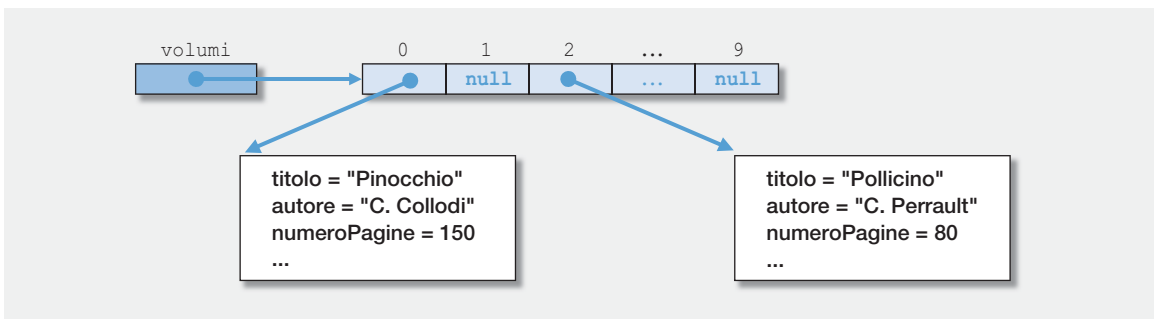 volumi 0 1 2 ... 9
null ... null
titolo = "Pinocchio"
autore = "C. Collodi"
numeroPagine = 150
...
titolo = "Pollicino"
autore = "C. Perrault"
numeroPagine = 80
...